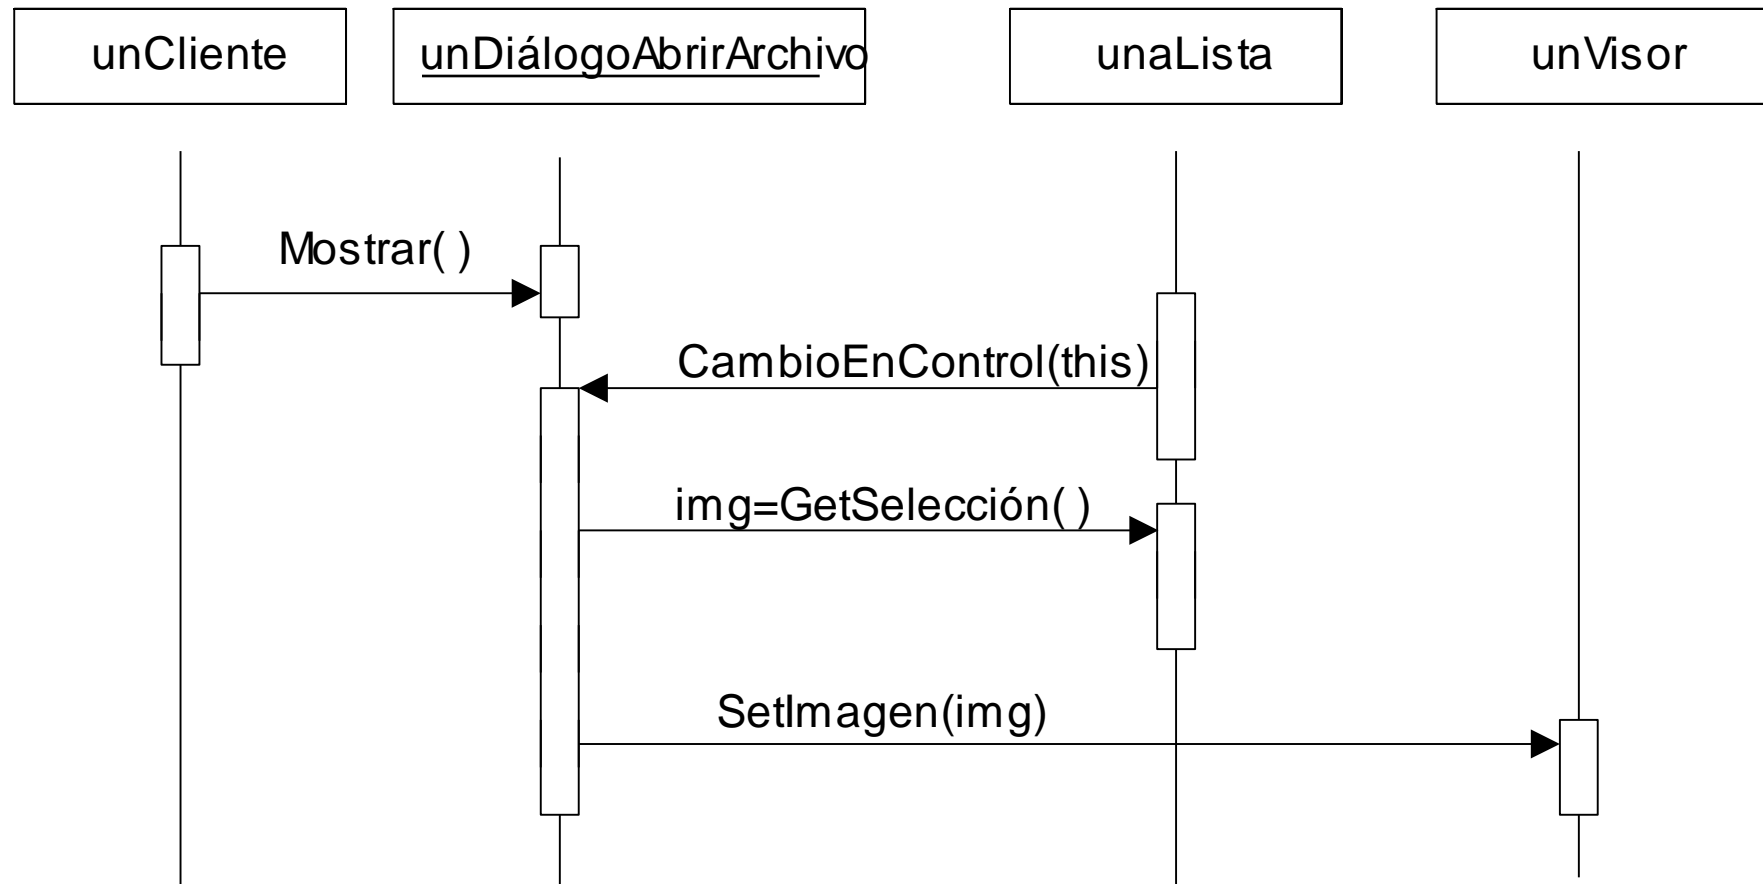 unCliente
unDiálogoAbrirArchivo
unaLista
unVisor
Mostrar( )
CambioEnControl(this)
img=GetSelección( )
SetImagen(img)